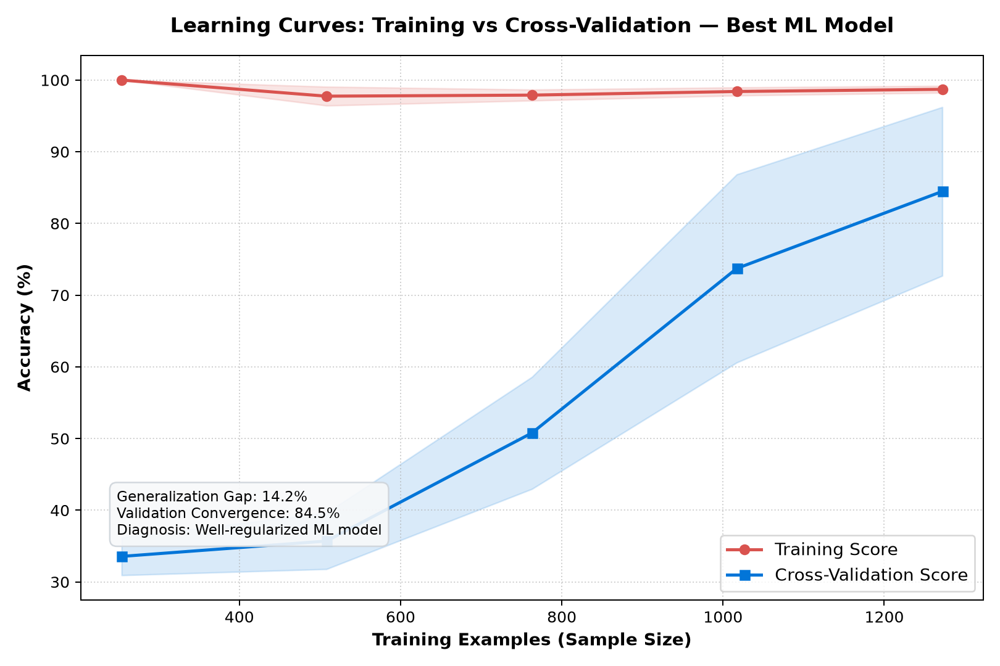 Learning Curves: Training vs Cross-Validation — Best ML Model
Accuracy (%)
100
90
80
70
60
50
40
30
Generalization Gap: 14.2%
Validation Convergence: 84.5%
Diagnosis: Well-regularized ML model
Training Score
Cross-Validation Score
400
600
800
1000
1200
Training Examples (Sample Size)